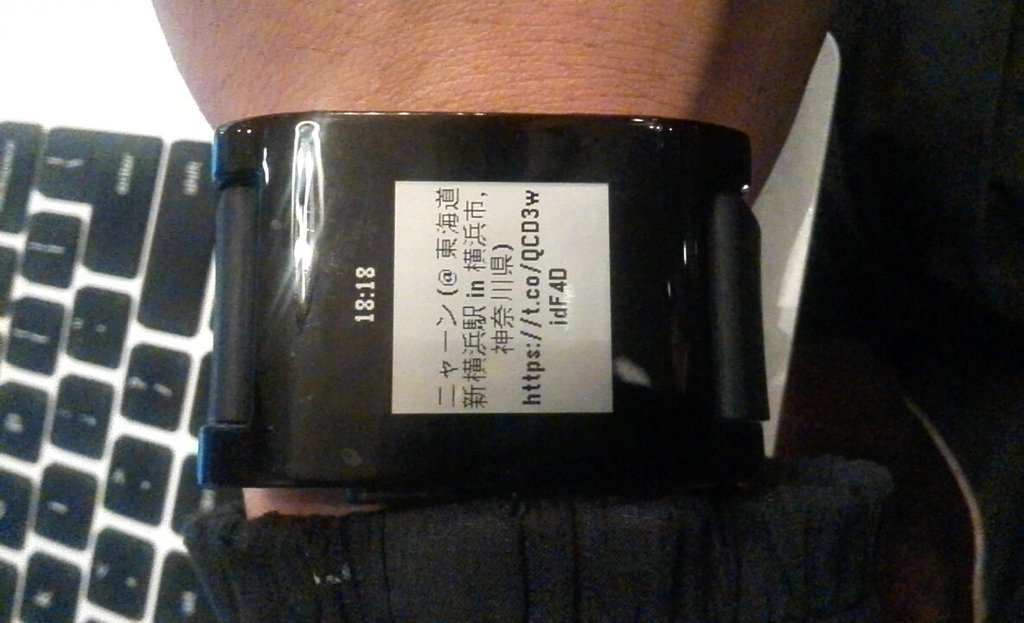 18:18
ニャーン (@ 東海道
新横浜駅 in 横浜市,
神奈川県)
https://t.co/QCD3w
idF4D